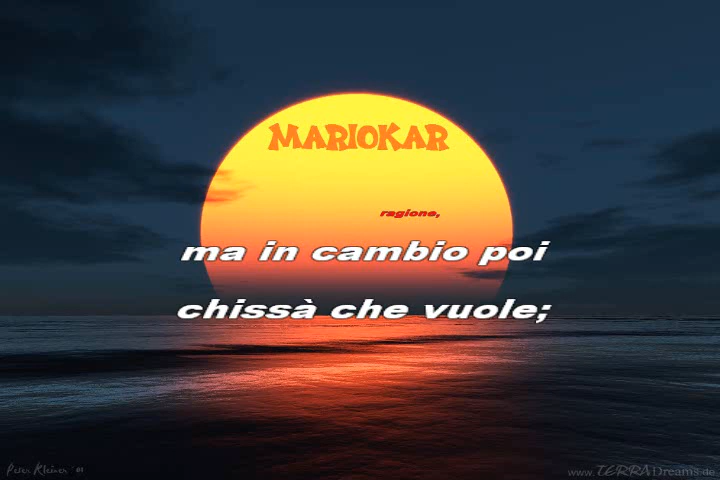 MARIOKAR
ragione,
ma in cambio poi
chissà che vuole;
Peter Kleiner '01
www.TERRADreams.de